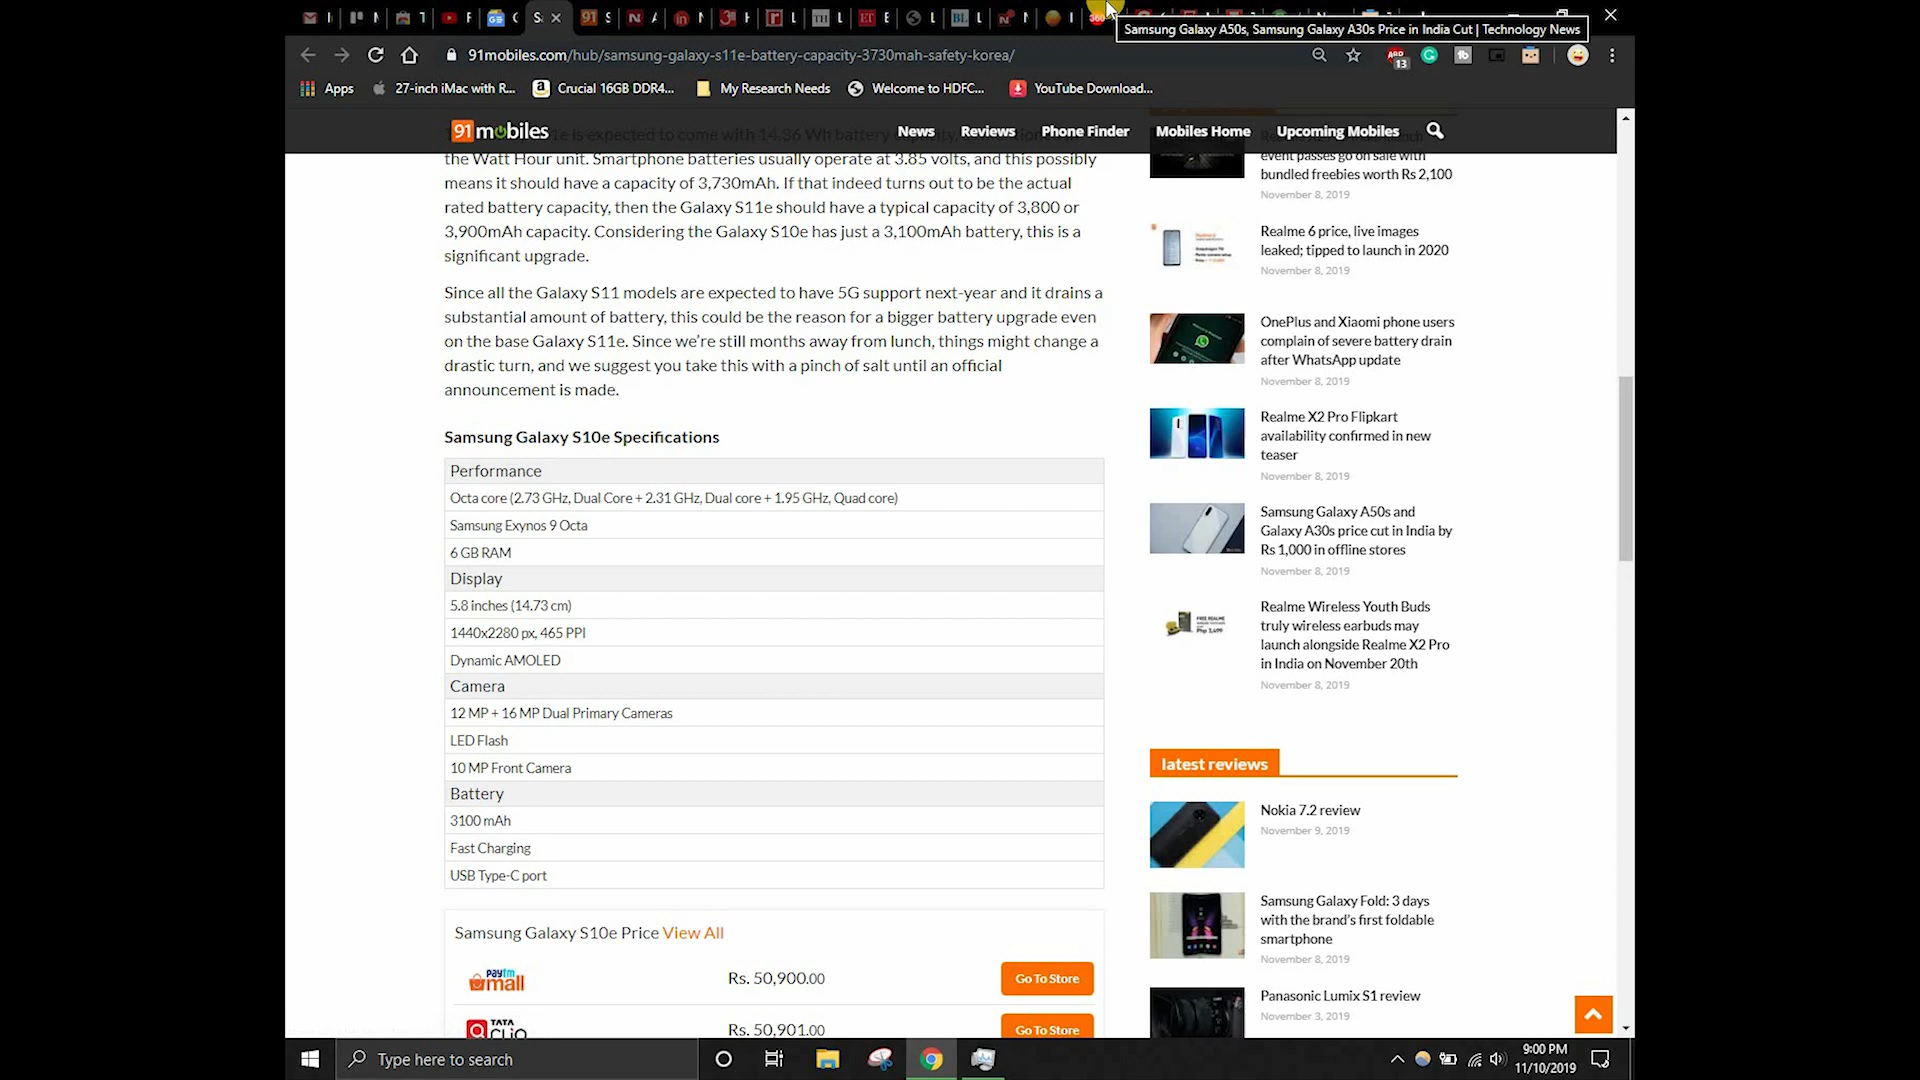 Samsung Galaxy A50s, Samsung Galaxy A30s Price in India Cut | Technology News
91mobiles.com/hub/samsung-galaxy-s11e-battery-capacity-3730mah-safety-korea/
Apps
27-inch iMac with R...
Crucial 16GB DDR4...
My Research Needs
Welcome to HDFC...
YouTube Download...
91mobiles
News
Reviews
Phone Finder
Mobiles Home
Upcoming Mobiles
e is expected to come with 14.36 Wh battery
the Watt Hour unit. Smartphone batteries usually operate at 3.85 volts, and this possibly
means it should have a capacity of 3,730mAh. If that indeed turns out to be the actual
rated battery capacity, then the Galaxy S11e should have a typical capacity of 3,800 or
3,900mAh capacity. Considering the Galaxy S10e has just a 3,100mAh battery, this is a
significant upgrade.
Since all the Galaxy S11 models are expected to have 5G support next-year and it drains a
substantial amount of battery, this could be the reason for a bigger battery upgrade even
on the base Galaxy S11e. Since we're still months away from lunch, things might change a
drastic turn, and we suggest you take this with a pinch of salt until an official
announcement is made.
Samsung Galaxy S10e Specifications
Performance
Octa core (2.73 GHz, Dual Core + 2.31 GHz, Dual core + 1.95 GHz, Quad core)
Samsung Exynos 9 Octa
6 GB RAM
Display
5.8 inches (14.73 cm)
1440x2280 px, 465 PPI
Dynamic AMOLED
Camera
12 MP + 16 MP Dual Primary Cameras
LED Flash
10 MP Front Camera
Battery
3100 mAh
Fast Charging
USB Type-C port
Samsung Galaxy S10e Price View All
paytm mall
Rs. 50,900.00
Go To Store
TATA CLiQ
Rs. 50,901.00
Go To Store
event passes go on sale with
bundled freebies worth Rs 2,100
November 8, 2019
Realme 6 price, live images
leaked; tipped to launch in 2020
November 8, 2019
OnePlus and Xiaomi phone users
complain of severe battery drain
after WhatsApp update
November 8, 2019
Realme X2 Pro Flipkart
availability confirmed in new
teaser
November 8, 2019
Samsung Galaxy A50s and
Galaxy A30s price cut in India by
Rs 1,000 in offline stores
November 8, 2019
Realme Wireless Youth Buds
truly wireless earbuds may
launch alongside Realme X2 Pro
in India on November 20th
November 8, 2019
latest reviews
Nokia 7.2 review
November 9, 2019
Samsung Galaxy Fold: 3 days
with the brand's first foldable
smartphone
November 8, 2019
Panasonic Lumix S1 review
November 3, 2019
Type here to search
9:00 PM
11/10/2019